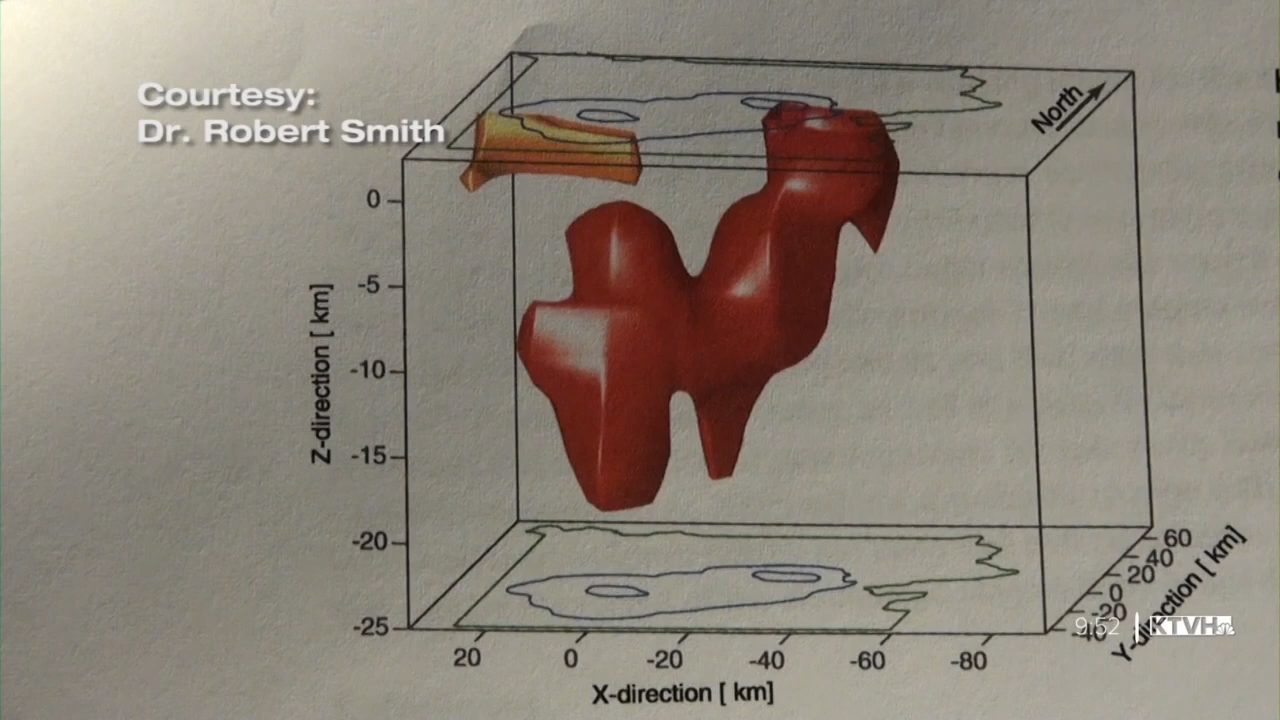 Courtesy:
Dr. Robert Smith
North
0
-5
-10
-15
-20
-25
Z-direction [ km]
20
0
-20
-40
-60
-80
X-direction [ km]
60
40
20
0
-20
-40
Y-direction [ km]
9:52
KTVH